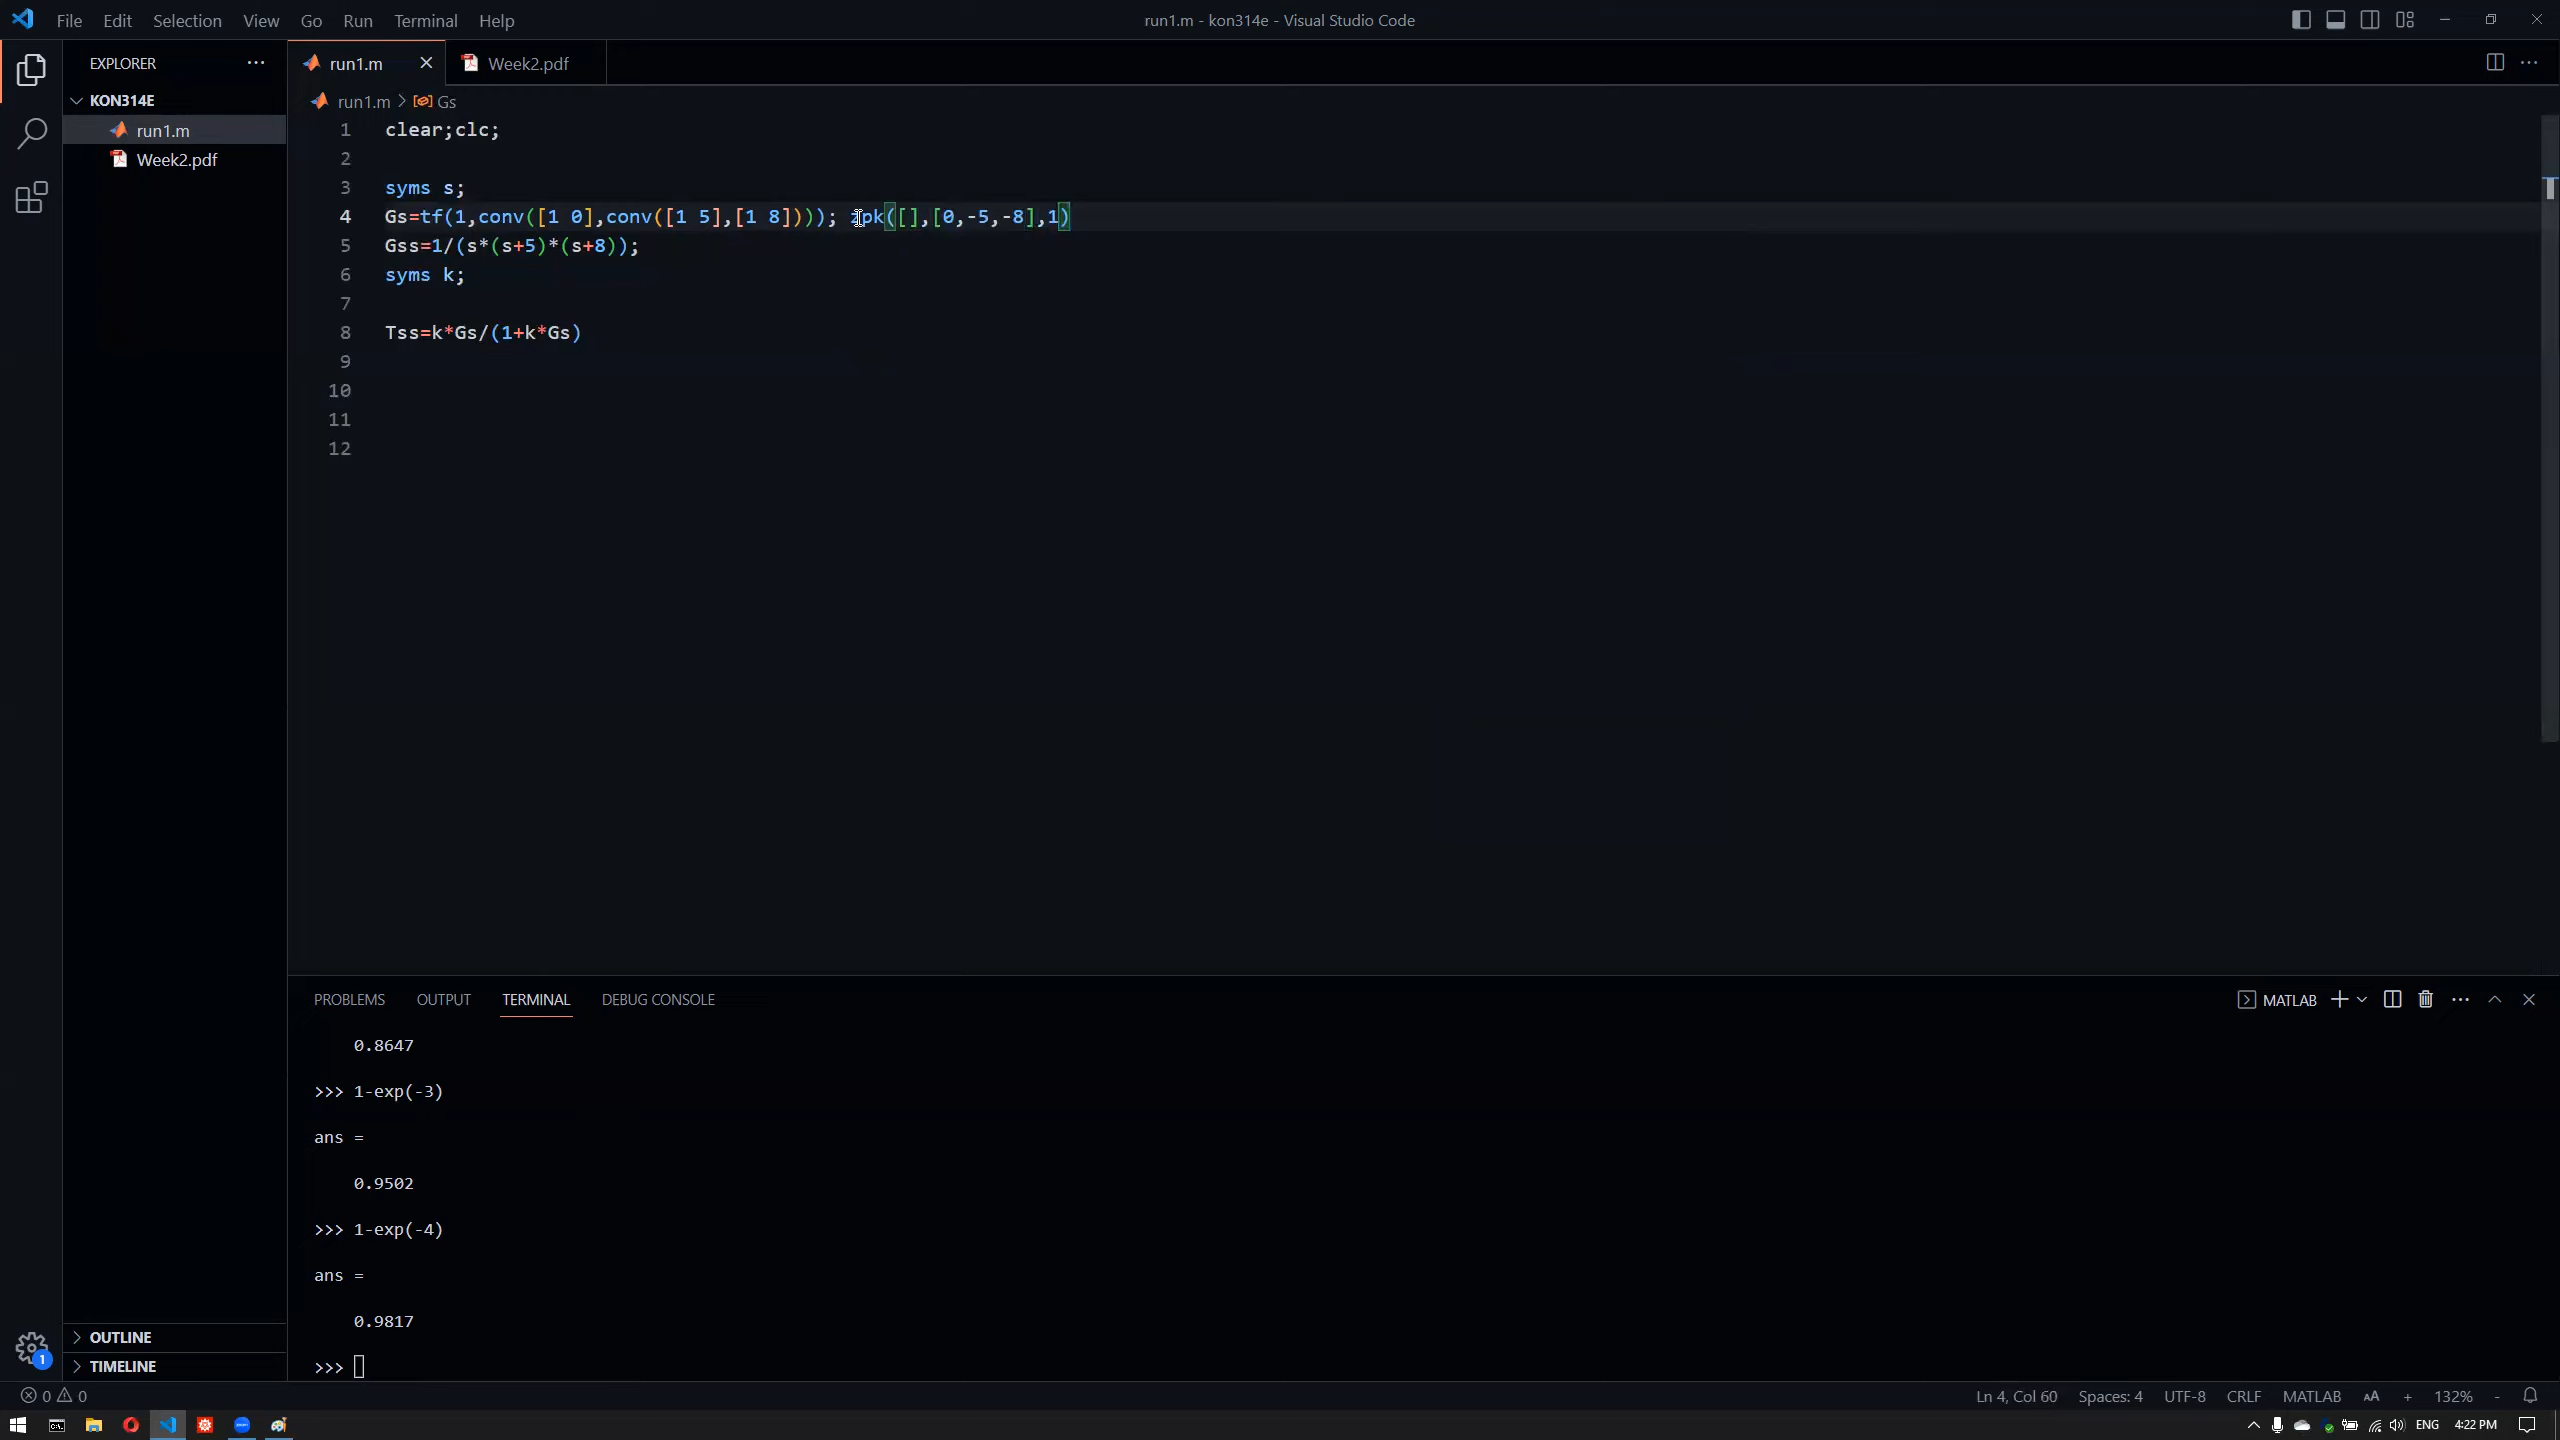 File Edit Selection View Go Run Terminal Help
run1.m - kon314e - Visual Studio Code
EXPLORER ···
KON314E
run1.m
Week2.pdf
OUTLINE
TIMELINE
run1.m Week2.pdf
run1.m > Gs
1 clear;clc;
2
3 syms s;
4 Gs=tf(1,conv([1 0],conv([1 5],[1 8]))); zpk([],[0,-5,-8],1)
5 Gss=1/(s*(s+5)*(s+8));
6 syms k;
7
8 Tss=k*Gs/(1+k*Gs)
9
10
11
12
PROBLEMS OUTPUT TERMINAL DEBUG CONSOLE
MATLAB
0.8647
>>> 1-exp(-3)
ans =
0.9502
>>> 1-exp(-4)
ans =
0.9817
>>>
1
0 0
Ln 4, Col 60 Spaces: 4 UTF-8 CRLF MATLAB AA + 132% -
ENG 4:22 PM